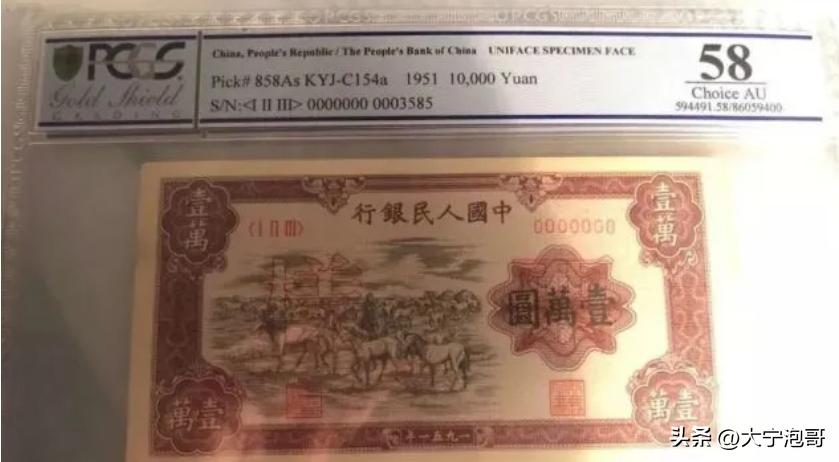 PCGS
Gold Shield
GRADING
China, People's Republic / The People's Bank of China UNIFACE SPECIMEN FACE
Pick# 858As KYJ-C154a 1951 10,000 Yuan
S/N:<I II III> 0000000 0003585
58
Choice AU
594491.58/86059400
壹萬
行銀民人國中
壹萬
<I II III>
0000000
樣
圓萬壹
萬壹
年一五九一
萬壹
头条 @大宁泡哥